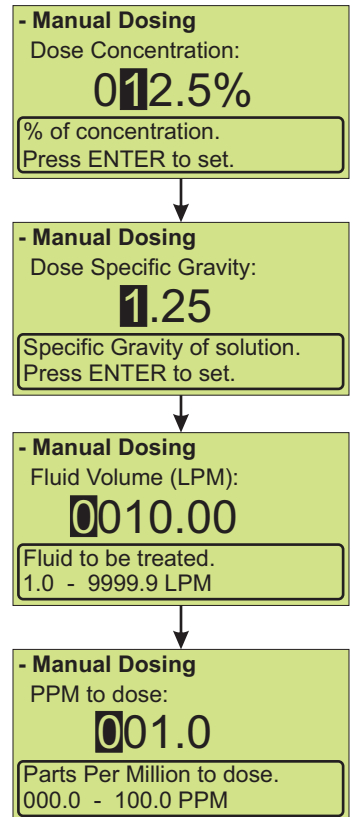 - Manual Dosing
Dose Concentration:
012.5%
% of concentration.
Press ENTER to set.
- Manual Dosing
Dose Specific Gravity:
1.25
Specific Gravity of solution.
Press ENTER to set.
- Manual Dosing
Fluid Volume (LPM):
0010.00
Fluid to be treated.
1.0 - 9999.9 LPM
- Manual Dosing
PPM to dose:
001.0
Parts Per Million to dose.
000.0 - 100.0 PPM